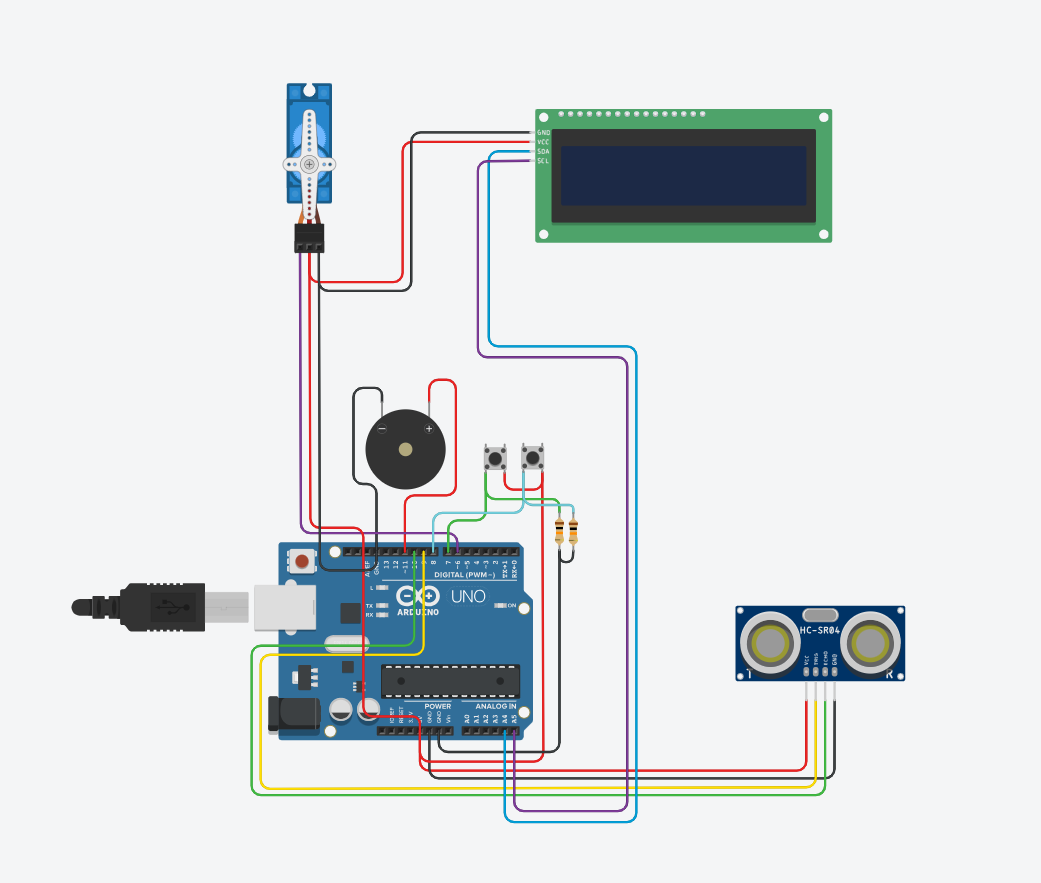 GND
VCC
SDA
SCL
− +
AREF
GND
13
12
~11
~10
~9
8
7
~6
~5
4
~3
2
TX→1
RX←0
DIGITAL (PWM~)
L
TX
RX
ARDUINO
UNO
ON
HC-SR04
VCC
TRIG
ECHO
GND
T
R
POWER
ANALOG IN
IOREF
RESET
3.3V
5V
GND
GND
Vin
A0
A1
A2
A3
A4
A5